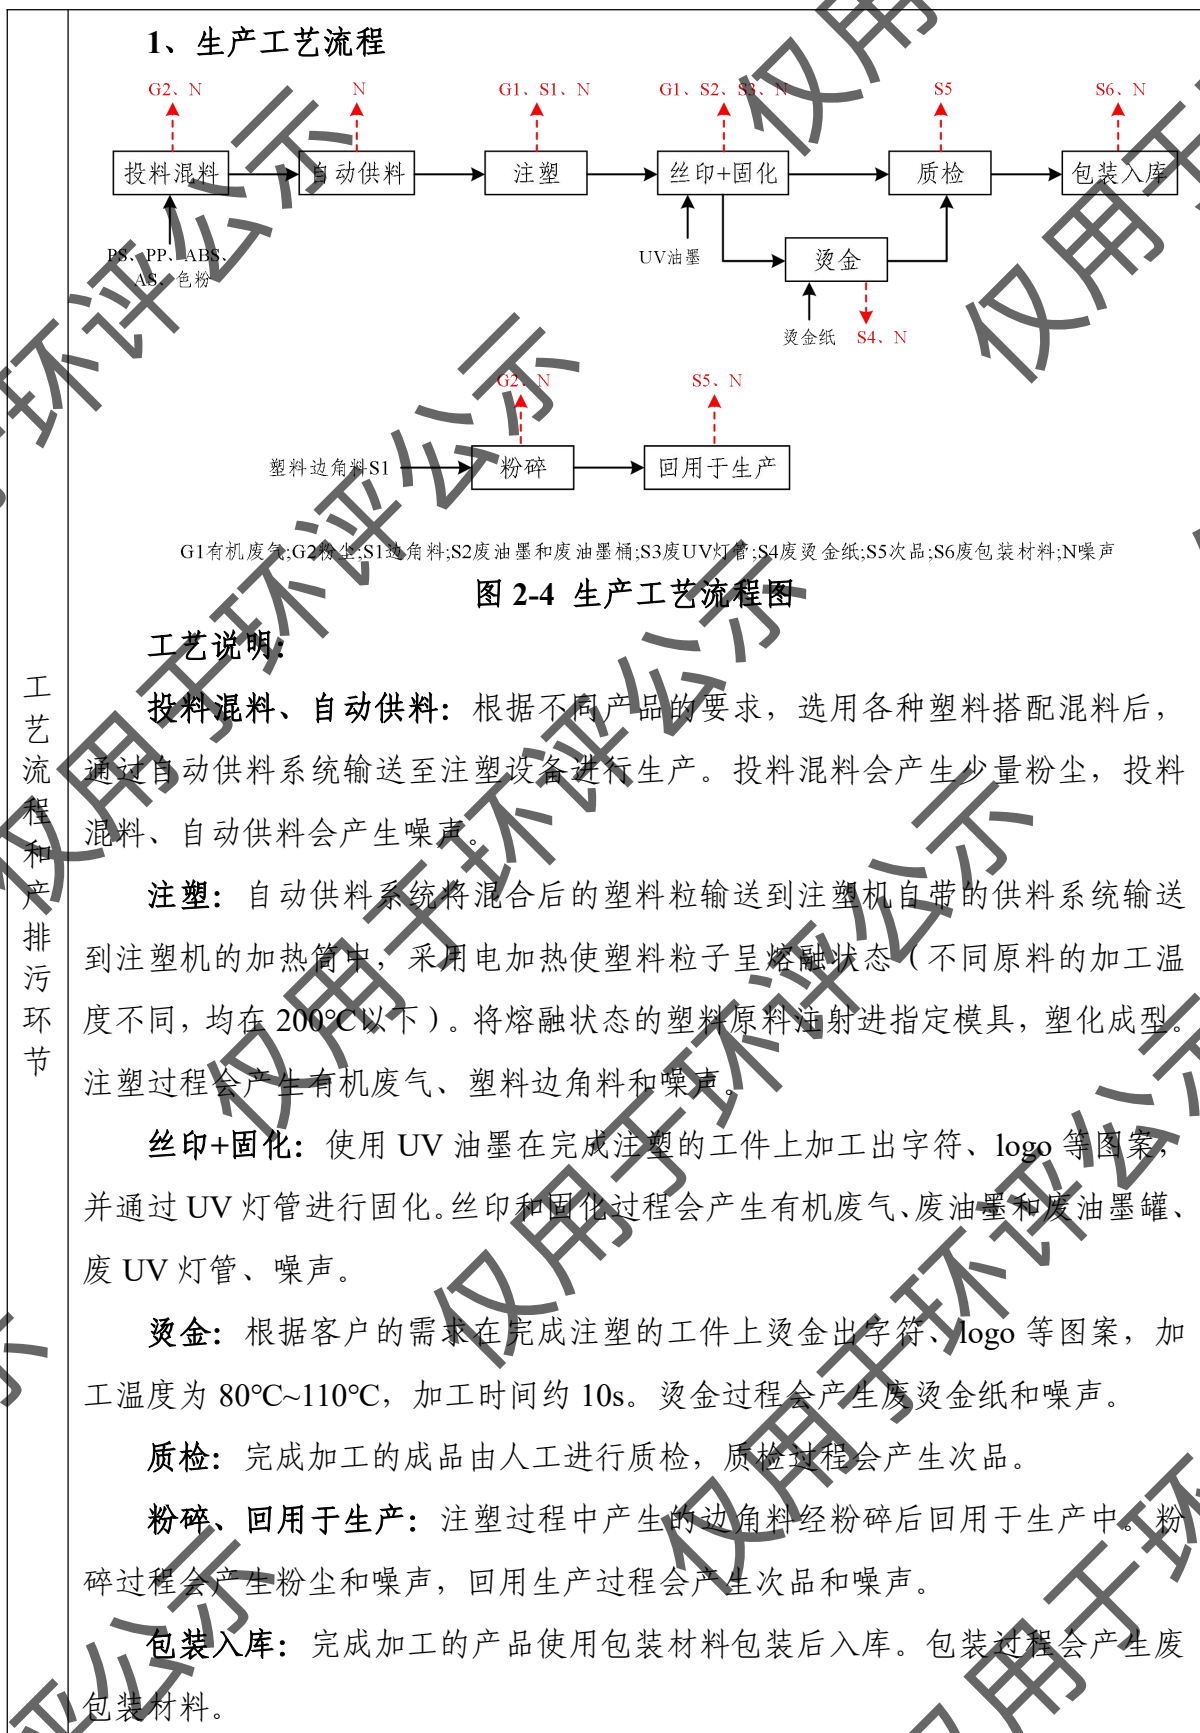 1、生产工艺流程
G2、N
N
G1、S1、N
G1、S2、S3、N
S5
S6、N
投料混料
自动供料
注塑
丝印+固化
质检
包装入库
PS、PP、ABS、
AS、色粉
UV油墨
烫金
烫金纸
S4、N
G2、N
S5、N
塑料边角料S1
粉碎
回用于生产
G1有机废气;G2粉尘;S1边角料;S2废油墨和废油墨桶;S3废UV灯管;S4废烫金纸;S5次品;S6废包装材料;N噪声
图 2-4 生产工艺流程图
工艺流程和产排污环节
工艺说明：
投料混料、自动供料：根据不同产品的要求，选用各种塑料搭配混料后，
通过自动供料系统输送至注塑设备进行生产。投料混料会产生少量粉尘，投料
混料、自动供料会产生噪声。
注塑：自动供料系统将混合后的塑料粒输送到注塑机自带的供料系统输送
到注塑机的加热筒中，采用电加热使塑料粒子呈熔融状态（不同原料的加工温
度不同，均在 200℃以下）。将熔融状态的塑料原料注射进指定模具，塑化成型。
注塑过程会产生有机废气、塑料边角料和噪声。
丝印+固化：使用 UV 油墨在完成注塑的工件上加工出字符、logo 等图案，
并通过 UV 灯管进行固化。丝印和固化过程会产生有机废气、废油墨和废油墨罐、
废 UV 灯管、噪声。
烫金：根据客户的需求在完成注塑的工件上烫金出字符、logo 等图案，加
工温度为 80℃~110℃，加工时间约 10s。烫金过程会产生废烫金纸和噪声。
质检：完成加工的成品由人工进行质检，质检过程会产生次品。
粉碎、回用于生产：注塑过程中产生的边角料经粉碎后回用于生产中。粉
碎过程会产生粉尘和噪声，回用生产过程会产生次品和噪声。
包装入库：完成加工的产品使用包装材料包装后入库。包装过程会产生废
包装材料。
仅用于环评公示